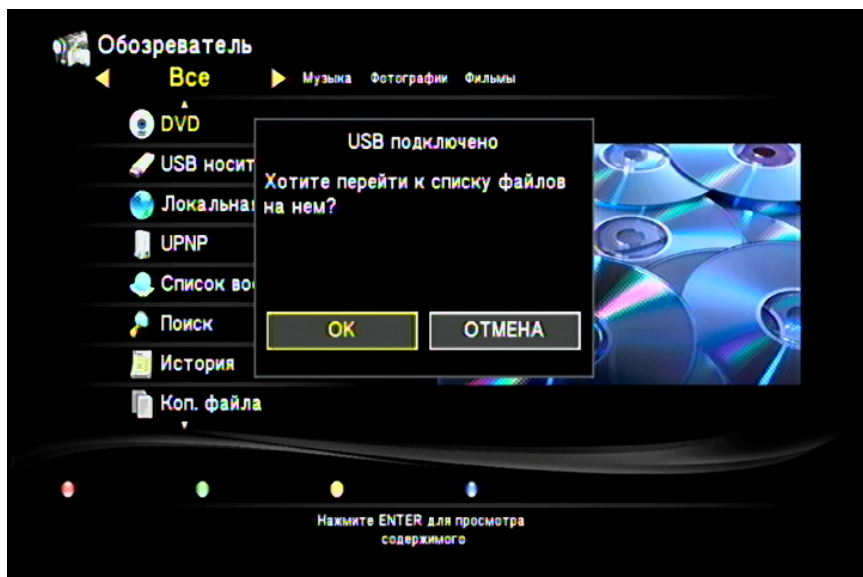 Обозреватель
Все Музыка Фотографии Фильмы
DVD
USB носит
Локальна
UPNP
Список во
Поиск
История
Коп. файла
USB подключено
Хотите перейти к списку файлов
на нем?
OK ОТМЕНА
Нажмите ENTER для просмотра
содержимого